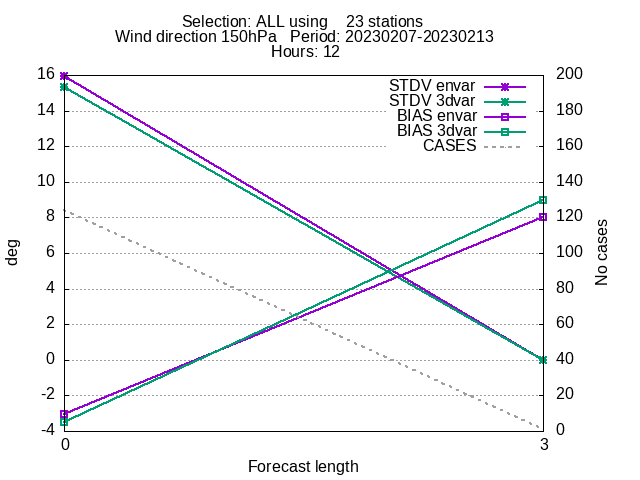 Selection: ALL using    23 stations
Wind direction 150hPa   Period: 20230207-20230213
Hours: 12
STDV envar
STDV 3dvar
BIAS envar
BIAS 3dvar
CASES
16
14
12
10
8
6
4
2
0
-2
-4
200
180
160
140
120
100
80
60
40
20
0
deg
No cases
0 3
Forecast length